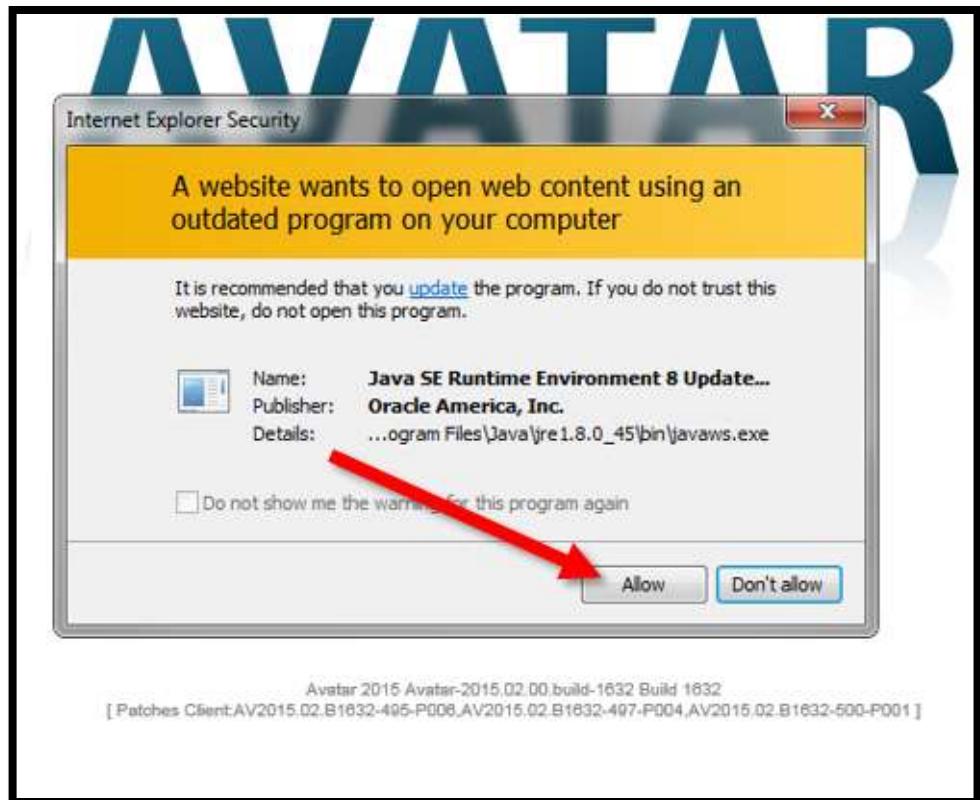 AVATAR
Internet Explorer Security
A website wants to open web content using an
outdated program on your computer
It is recommended that you update the program. If you do not trust this
website, do not open this program.
Name: Java SE Runtime Environment 8 Update...
Publisher: Oracle America, Inc.
Details: ...ogram Files\Java\jre1.8.0_45\bin\javaws.exe
Do not show me the warning for this program again
Allow Don't allow
Avatar 2015 Avatar-2015.02.00.build-1632 Build 1632
[ Patches Client:AV2015.02.B1632-495-P006,AV2015.02.B1632-497-P004,AV2015.02.B1632-500-P001 ]